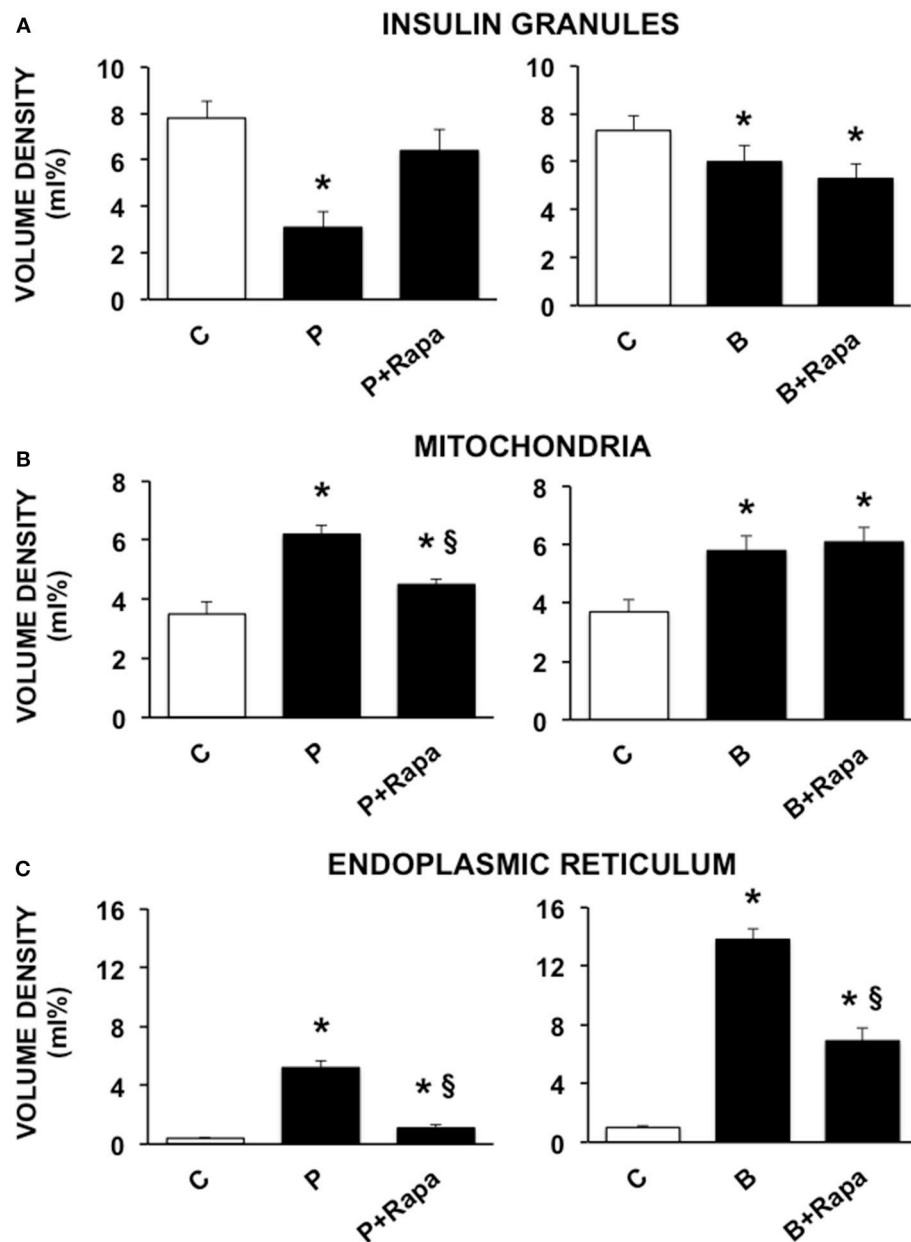 A
INSULIN GRANULES
VOLUME DENSITY
(ml%)
10
8
6
4
2
0
*
C
P
P+Rapa
10
8
6
4
2
0
*
*
C
B
B+Rapa
B
MITOCHONDRIA
VOLUME DENSITY
(ml%)
8
6
4
2
0
*
* §
C
P
P+Rapa
8
6
4
2
0
*
*
C
B
B+Rapa
C
ENDOPLASMIC RETICULUM
VOLUME DENSITY
(ml%)
16
12
8
4
0
*
* §
C
P
P+Rapa
16
12
8
4
0
*
* §
C
B
B+Rapa